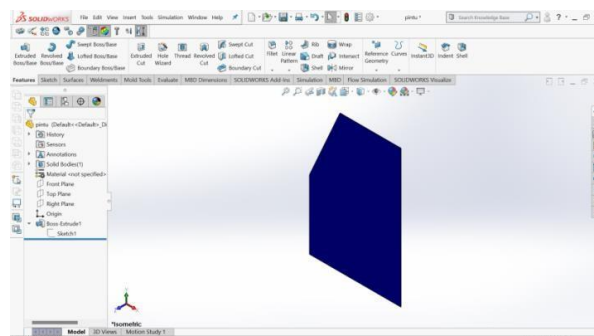 SOLIDWORKS File Edit View Insert Tools Simulation Window Help pintu * Search Knowledge Base
Extruded Boss/Base Revolved Boss/Base Swept Boss/Base Lofted Boss/Base Boundary Boss/Base Extruded Cut Hole Wizard Thread Revolved Cut Swept Cut Lofted Cut Boundary Cut Fillet Linear Pattern Rib Draft Shell Wrap Intersect Mirror Reference Geometry Curves Instant3D Indent Shell
Features Sketch Surfaces Weldments Mold Tools Evaluate MBD Dimensions SOLIDWORKS Add-Ins Simulation MBD Flow Simulation SOLIDWORKS Visualize
pintu (Default<<Default>_Di
History
Sensors
Annotations
Solid Bodies(1)
Material <not specified>
Front Plane
Top Plane
Right Plane
Origin
Boss-Extrude1
Sketch1
*Isometric
Model 3D Views Motion Study 1